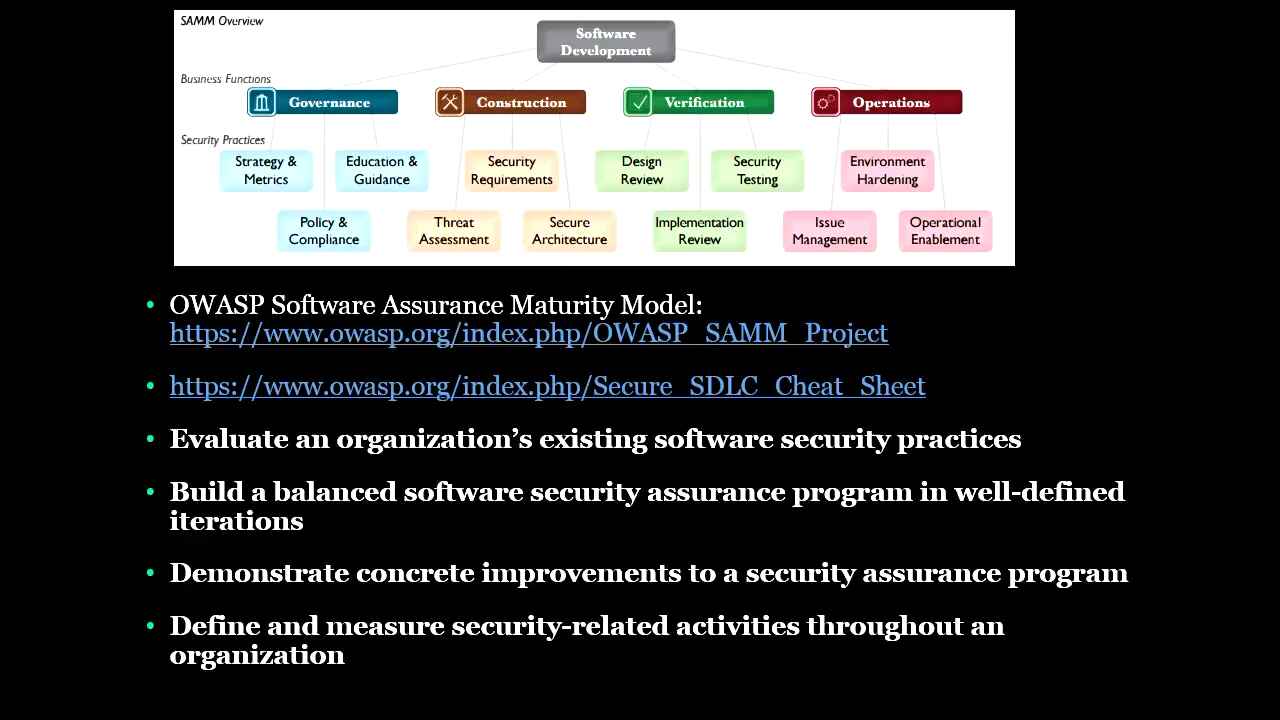 SAMM Overview
Software
Development
Business Functions
Governance
Construction
Verification
Operations
Security Practices
Strategy &
Metrics
Education &
Guidance
Security
Requirements
Design
Review
Security
Testing
Environment
Hardening
Policy &
Compliance
Threat
Assessment
Secure
Architecture
Implementation
Review
Issue
Management
Operational
Enablement
• OWASP Software Assurance Maturity Model:
https://www.owasp.org/index.php/OWASP_SAMM_Project
• https://www.owasp.org/index.php/Secure_SDLC_Cheat_Sheet
• Evaluate an organization’s existing software security practices
• Build a balanced software security assurance program in well-defined
iterations
• Demonstrate concrete improvements to a security assurance program
• Define and measure security-related activities throughout an
organization